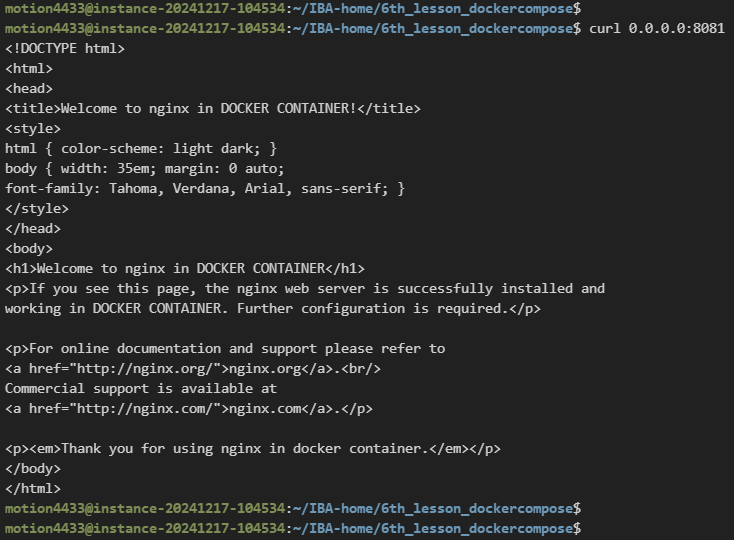 motion4433@instance-20241217-104534:~/IBA-home/6th_lesson_dockercompose$
motion4433@instance-20241217-104534:~/IBA-home/6th_lesson_dockercompose$ curl 0.0.0.0:8081
<!DOCTYPE html>
<html>
<head>
<title>Welcome to nginx in DOCKER CONTAINER!</title>
<style>
html { color-scheme: light dark; }
body { width: 35em; margin: 0 auto;
font-family: Tahoma, Verdana, Arial, sans-serif; }
</style>
</head>
<body>
<h1>Welcome to nginx in DOCKER CONTAINER</h1>
<p>If you see this page, the nginx web server is successfully installed and
working in DOCKER CONTAINER. Further configuration is required.</p>

<p>For online documentation and support please refer to
<a href="http://nginx.org/">nginx.org</a>.<br/>
Commercial support is available at
<a href="http://nginx.com/">nginx.com</a>.</p>

<p><em>Thank you for using nginx in docker container.</em></p>
</body>
</html>
motion4433@instance-20241217-104534:~/IBA-home/6th_lesson_dockercompose$
motion4433@instance-20241217-104534:~/IBA-home/6th_lesson_dockercompose$